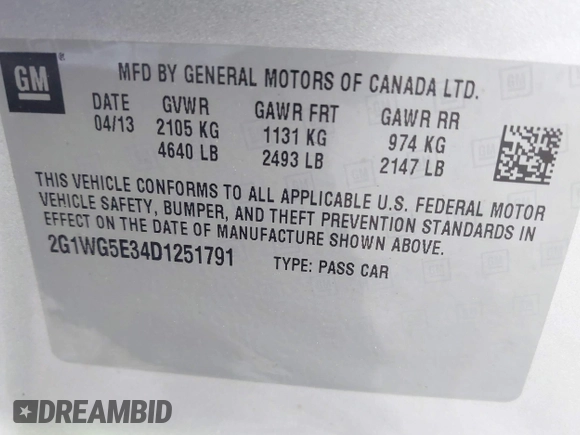 GM
MFD BY GENERAL MOTORS OF CANADA LTD.
DATE GVWR GAWR FRT GAWR RR
04/13 2105 KG 1131 KG 974 KG
4640 LB 2493 LB 2147 LB
THIS VEHICLE CONFORMS TO ALL APPLICABLE U.S. FEDERAL MOTOR
VEHICLE SAFETY, BUMPER, AND THEFT PREVENTION STANDARDS IN
EFFECT ON THE DATE OF MANUFACTURE SHOWN ABOVE.
2G1WG5E34D1251791 TYPE: PASS CAR
DREAMBID